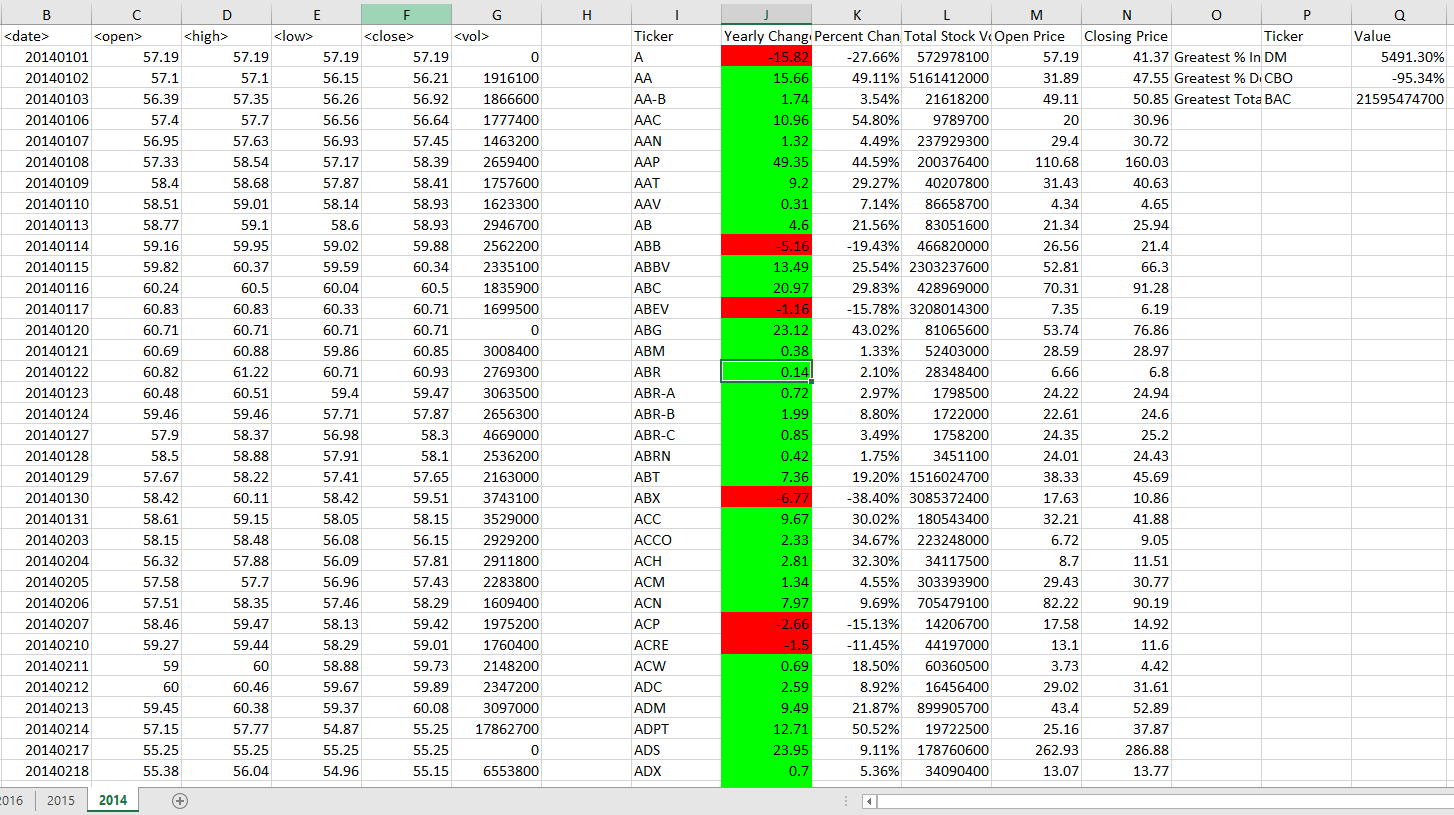 B C D E F G H I J K L M N O P Q
<date> <open> <high> <low> <close> <vol> Ticker Yearly Chang Percent Chan Total Stock Vo Open Price Closing Price Ticker Value
20140101 57.19 57.19 57.19 57.19 0 A -15.82 -27.66% 572978100 57.19 41.37 Greatest % In DM 5491.30%
20140102 57.1 57.1 56.15 56.21 1916100 AA 15.66 49.11% 5161412000 31.89 47.55 Greatest % De CBO -95.34%
20140103 56.39 57.35 56.26 56.92 1866600 AA-B 1.74 3.54% 21618200 49.11 50.85 Greatest Tota BAC 21595474700
20140106 57.4 57.7 56.56 56.64 1777400 AAC 10.96 54.80% 9789700 20 30.96
20140107 56.95 57.63 56.93 57.45 1463200 AAN 1.32 4.49% 237929300 29.4 30.72
20140108 57.33 58.54 57.17 58.39 2659400 AAP 49.35 44.59% 200376400 110.68 160.03
20140109 58.4 58.68 57.87 58.41 1757600 AAT 9.2 29.27% 40207800 31.43 40.63
20140110 58.51 59.01 58.14 58.93 1623300 AAV 0.31 7.14% 86658700 4.34 4.65
20140113 58.77 59.1 58.6 58.93 2946700 AB 4.6 21.56% 83051600 21.34 25.94
20140114 59.16 59.95 59.02 59.88 2562200 ABB -5.16 -19.43% 466820000 26.56 21.4
20140115 59.82 60.37 59.59 60.34 2335100 ABBV 13.49 25.54% 2303237600 52.81 66.3
20140116 60.24 60.5 60.04 60.5 1835900 ABC 20.97 29.83% 428969000 70.31 91.28
20140117 60.83 60.83 60.33 60.71 1699500 ABEV -1.16 -15.78% 3208014300 7.35 6.19
20140120 60.71 60.71 60.71 60.71 0 ABG 23.12 43.02% 81065600 53.74 76.86
20140121 60.69 60.88 59.86 60.85 3008400 ABM 0.38 1.33% 52403000 28.59 28.97
20140122 60.82 61.22 60.71 60.93 2769300 ABR 0.14 2.10% 28348400 6.66 6.8
20140123 60.48 60.51 59.4 59.47 3063500 ABR-A 0.72 2.97% 1798500 24.22 24.94
20140124 59.46 59.46 57.71 57.87 2656300 ABR-B 1.99 8.80% 1722000 22.61 24.6
20140127 57.9 58.37 56.98 58.3 4669000 ABR-C 0.85 3.49% 1758200 24.35 25.2
20140128 58.5 58.88 57.91 58.1 2536200 ABRN 0.42 1.75% 3451100 24.01 24.43
20140129 57.67 58.22 57.41 57.65 2163000 ABT 7.36 19.20% 1516024700 38.33 45.69
20140130 58.42 60.11 58.42 59.51 3743100 ABX -6.77 -38.40% 3085372400 17.63 10.86
20140131 58.61 59.15 58.05 58.15 3529000 ACC 9.67 30.02% 180543400 32.21 41.88
20140203 58.15 58.48 56.08 56.15 2929200 ACCO 2.33 34.67% 223248000 6.72 9.05
20140204 56.32 57.88 56.09 57.81 2911800 ACH 2.81 32.30% 34117500 8.7 11.51
20140205 57.58 57.7 56.96 57.43 2283800 ACM 1.34 4.55% 303393900 29.43 30.77
20140206 57.51 58.35 57.46 58.29 1609400 ACN 7.97 9.69% 705479100 82.22 90.19
20140207 58.46 59.47 58.13 59.42 1975200 ACP -2.66 -15.13% 14206700 17.58 14.92
20140210 59.27 59.44 58.29 59.01 1760400 ACRE -1.5 -11.45% 44197000 13.1 11.6
20140211 59 60 58.88 59.73 2148200 ACW 0.69 18.50% 60360500 3.73 4.42
20140212 60 60.46 59.67 59.89 2347200 ADC 2.59 8.92% 16456400 29.02 31.61
20140213 59.45 60.38 59.37 60.08 3097000 ADM 9.49 21.87% 899905700 43.4 52.89
20140214 57.15 57.77 54.87 55.25 17862700 ADPT 12.71 50.52% 19722500 25.16 37.87
20140217 55.25 55.25 55.25 55.25 0 ADS 23.95 9.11% 178760600 262.93 286.88
20140218 55.38 56.04 54.96 55.15 6553800 ADX 0.7 5.36% 34090400 13.07 13.77
2016 2015 2014